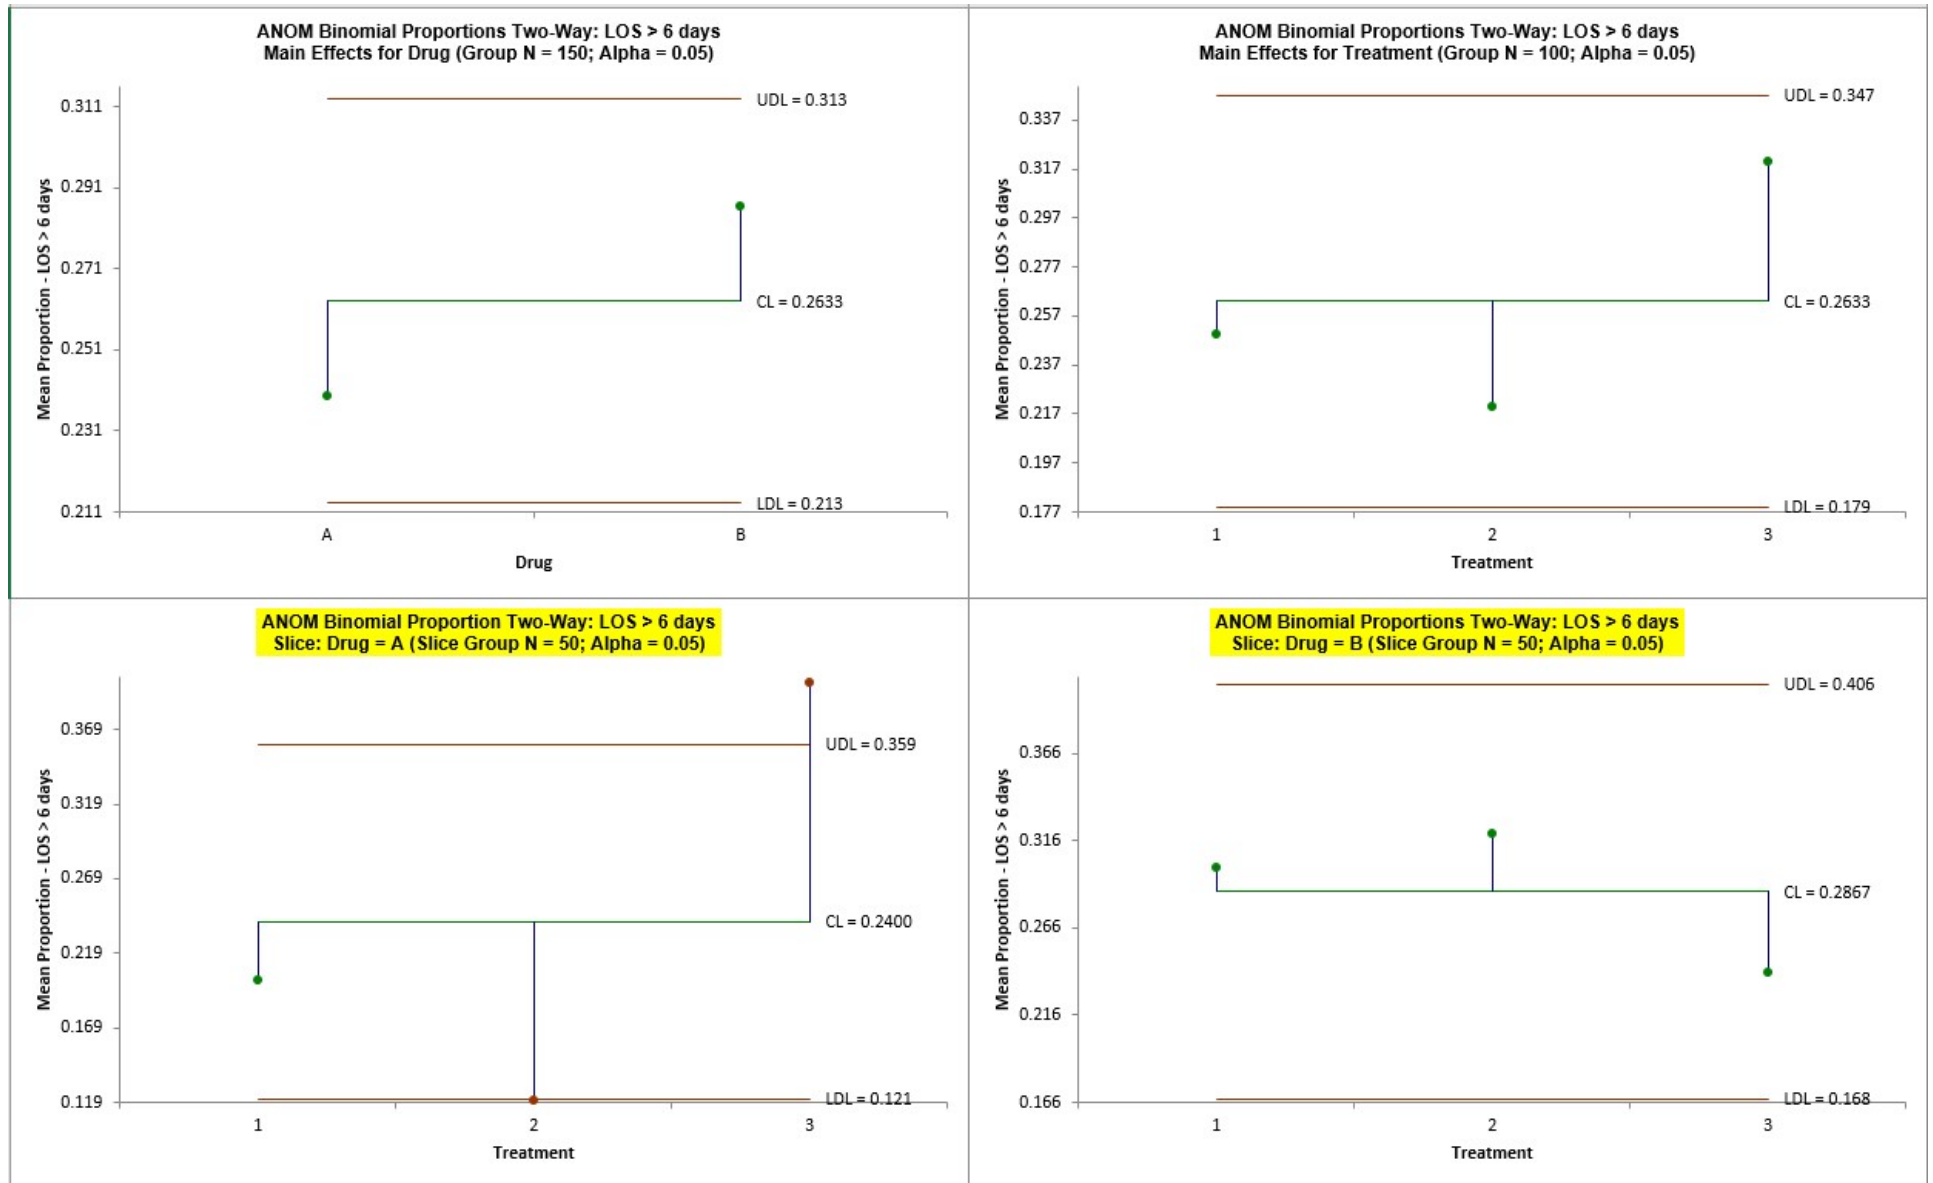 ANOM Binomial Proportions Two-Way: LOS > 6 days
Main Effects for Drug (Group N = 150; Alpha = 0.05)
Mean Proportion - LOS > 6 days
0.311
0.291
0.271
0.251
0.231
0.211
UDL = 0.313
CL = 0.2633
LDL = 0.213
A
B
Drug
ANOM Binomial Proportions Two-Way: LOS > 6 days
Main Effects for Treatment (Group N = 100; Alpha = 0.05)
Mean Proportion - LOS > 6 days
0.337
0.317
0.297
0.277
0.257
0.237
0.217
0.197
0.177
UDL = 0.347
CL = 0.2633
LDL = 0.179
1
2
3
Treatment
ANOM Binomial Proportion Two-Way: LOS > 6 days
Slice: Drug = A (Slice Group N = 50; Alpha = 0.05)
Mean Proportion - LOS > 6 days
0.369
0.319
0.269
0.219
0.169
0.119
UDL = 0.359
CL = 0.2400
LDL = 0.121
1
2
3
Treatment
ANOM Binomial Proportions Two-Way: LOS > 6 days
Slice: Drug = B (Slice Group N = 50; Alpha = 0.05)
Mean Proportion - LOS > 6 days
0.366
0.316
0.266
0.216
0.166
UDL = 0.406
CL = 0.2867
LDL = 0.168
1
2
3
Treatment